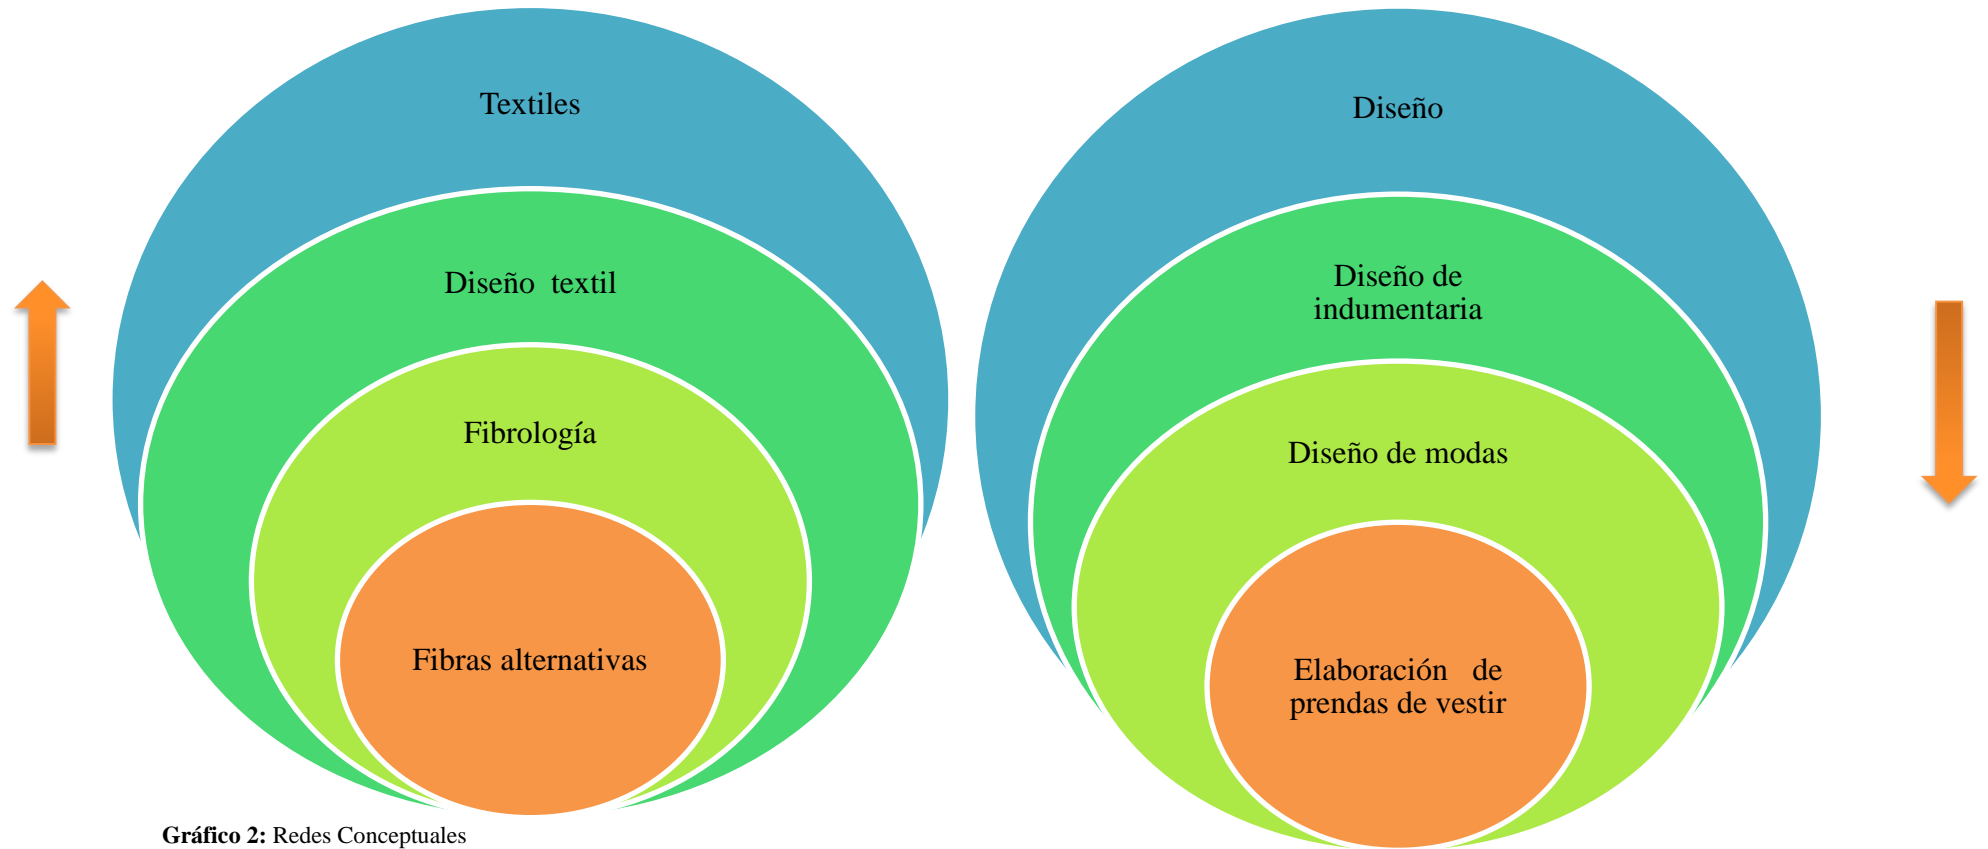 Textiles
Diseño textil
Fibrología
Fibras alternativas
Diseño
Diseño de
indumentaria
Diseño de modas
Elaboración de
prendas de vestir
Gráfico 2: Redes Conceptuales